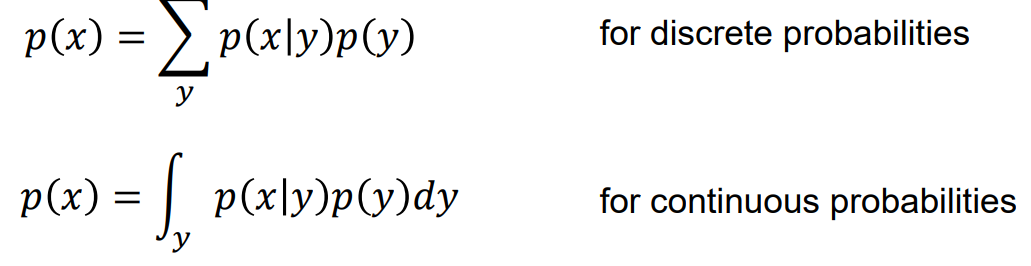 p(x) = ∑_y p(x|y)p(y) for discrete probabilities
p(x) = ∫_y p(x|y)p(y)dy for continuous probabilities